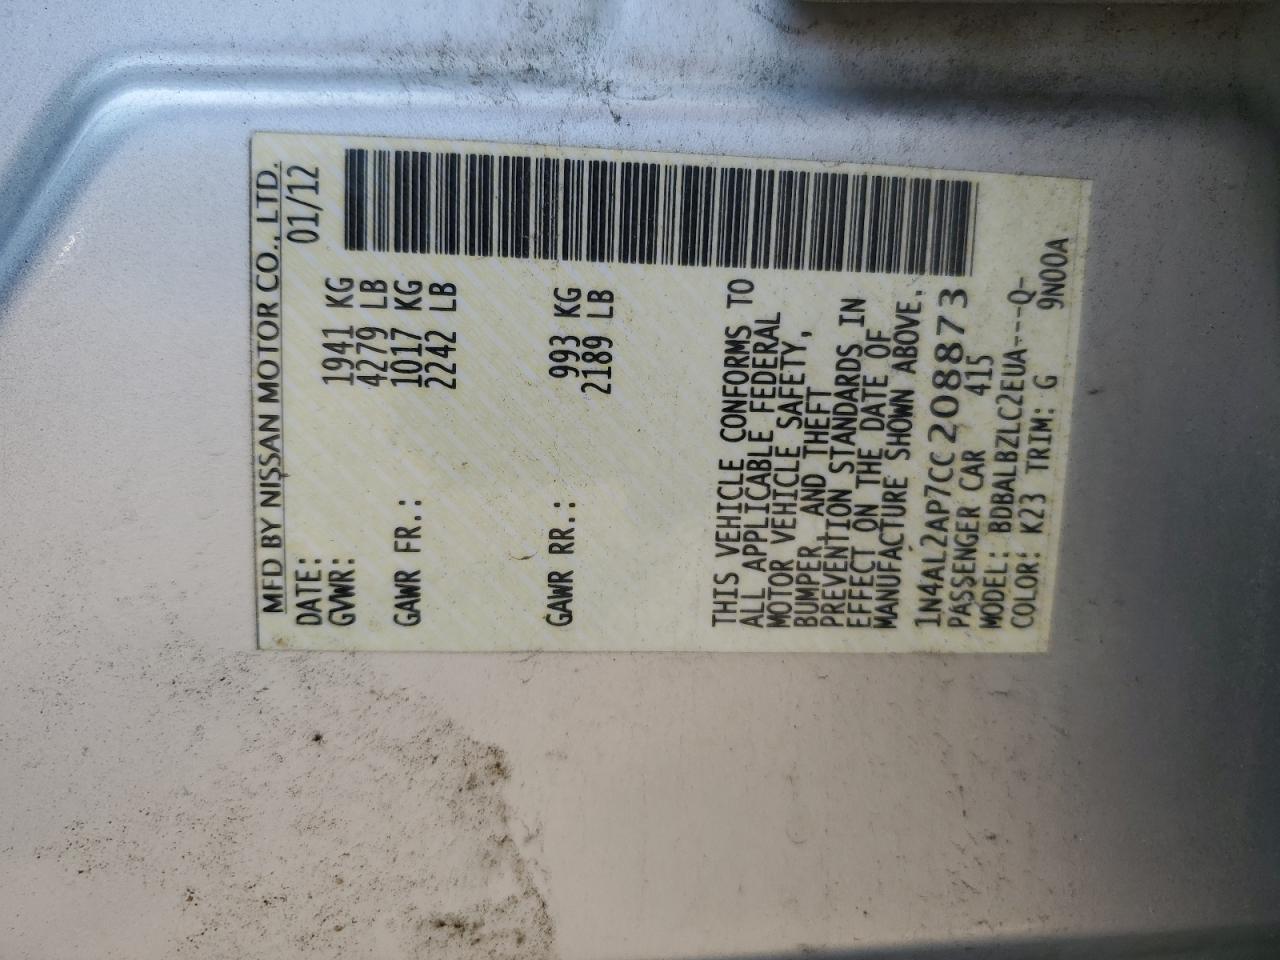 MFD BY NISSAN MOTOR CO., LTD.
DATE: 01/12
GVWR: 1941 KG
4279 LB
GAWR FR.: 1017 KG
2242 LB
GAWR RR.: 993 KG
2189 LB
THIS VEHICLE CONFORMS TO
ALL APPLICABLE FEDERAL
MOTOR VEHICLE SAFETY,
BUMPER, AND THEFT
PREVENTION STANDARDS IN
EFFECT ON THE DATE OF
MANUFACTURE SHOWN ABOVE.
1N4AL2AP7CC208873
PASSENGER CAR 415
MODEL: BDBALBZLC2EUA---Q-
COLOR: K23 TRIM: G 9N00A